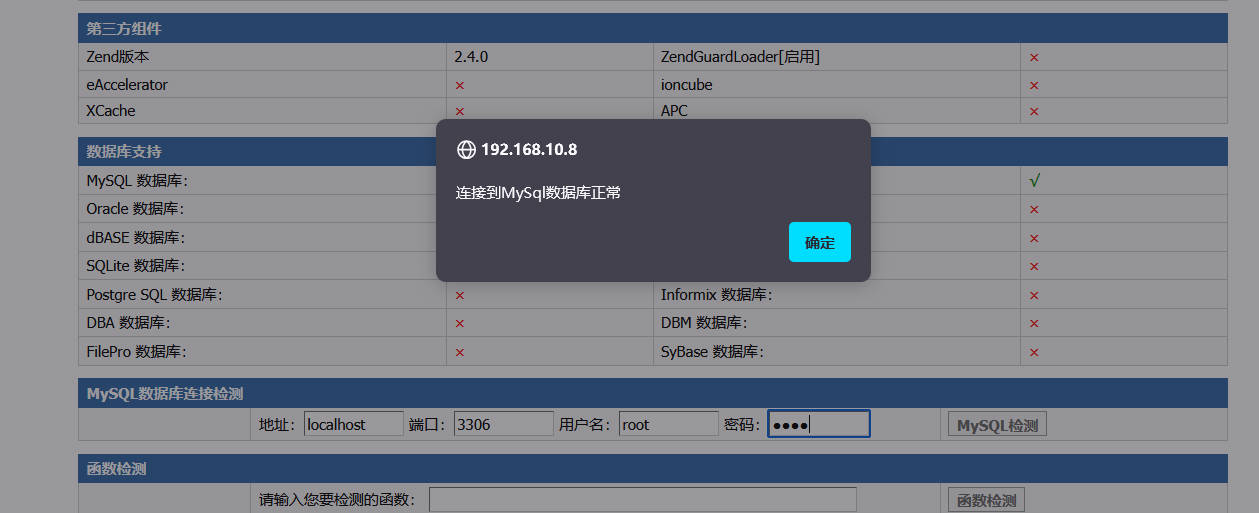 第三方组件
Zend版本 2.4.0 ZendGuardLoader[启用] ×
eAccelerator × ioncube ×
XCache × APC ×
192.168.10.8
连接到MySql数据库正常
确定
数据库支持
MySQL 数据库： √
Oracle 数据库： ×
dBASE 数据库： ×
SQLite 数据库： ×
Postgre SQL 数据库： × Informix 数据库： ×
DBA 数据库： × DBM 数据库： ×
FilePro 数据库： × SyBase 数据库： ×
MySQL数据库连接检测
地址： localhost 端口： 3306 用户名： root 密码： ●●●● MySQL检测
函数检测
请输入您要检测的函数： 函数检测